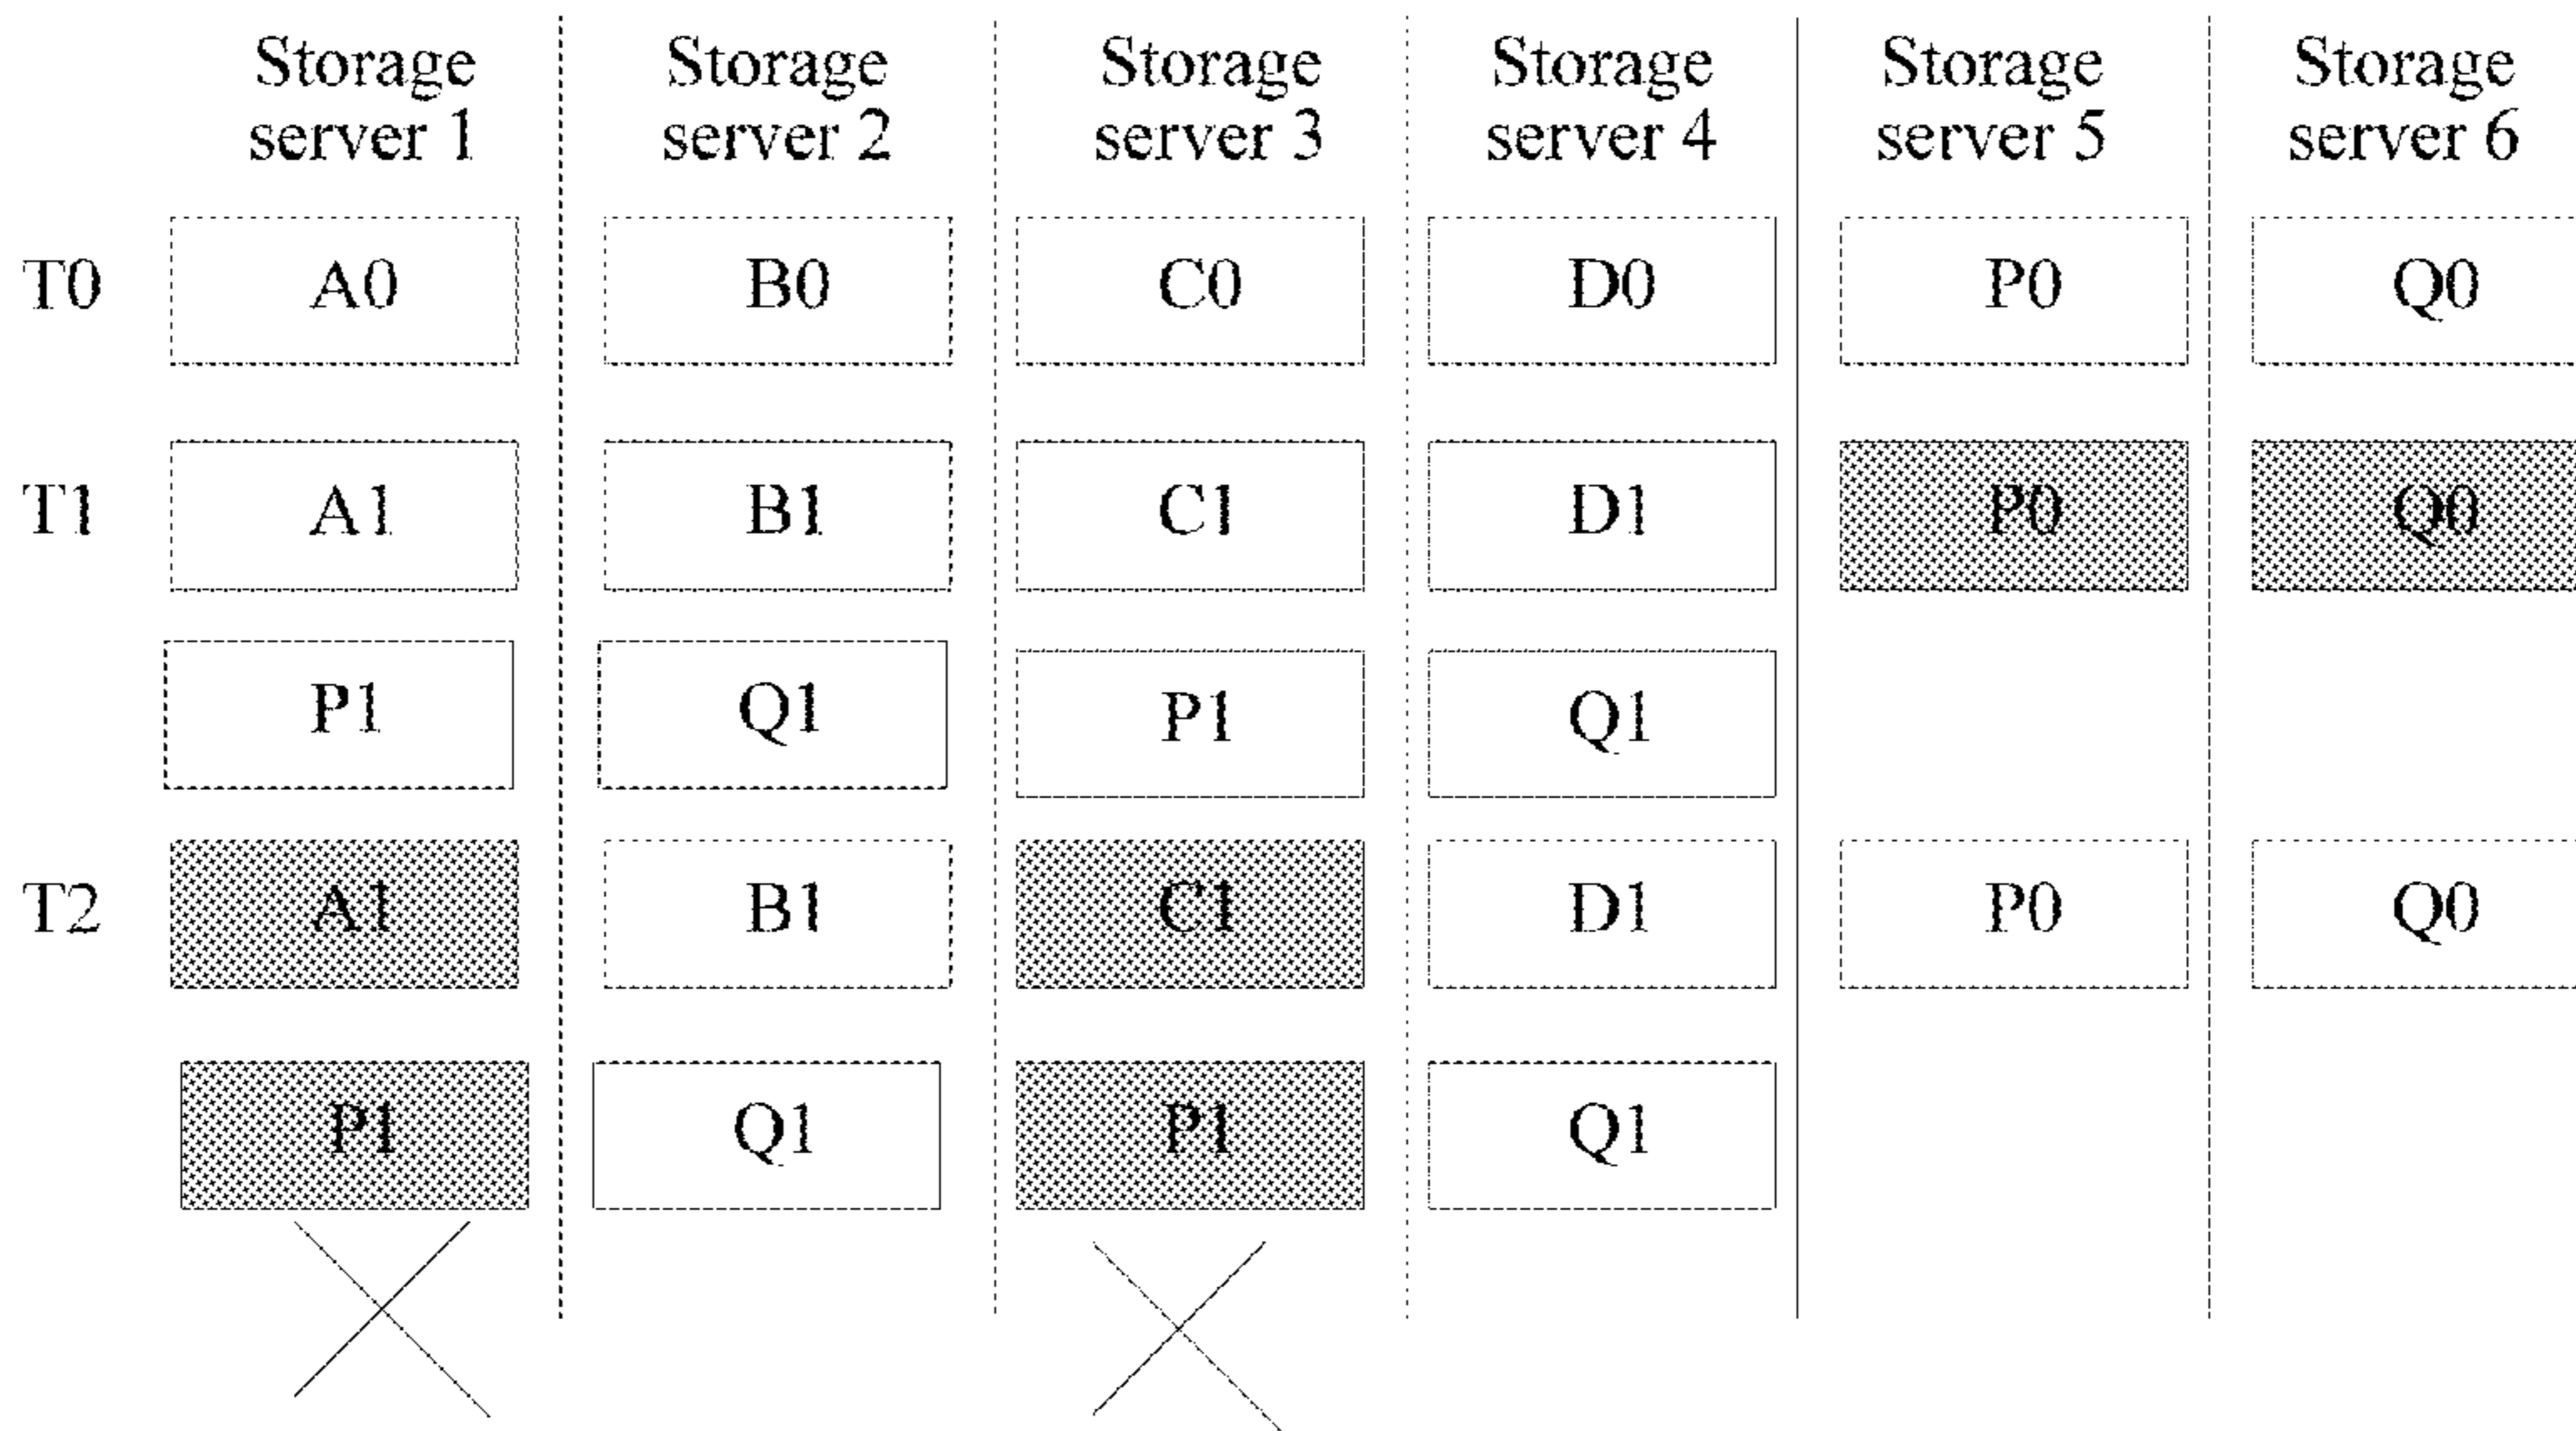 Storage server 1 Storage server 2 Storage server 3 Storage server 4 Storage server 5 Storage server 6
T0 A0 B0 C0 D0 P0 Q0
T1 A1 B1 C1 D1 P0 Q0
P1 Q1 P1 Q1
T2 A1 B1 C1 D1 P0 Q0
P1 Q1 P1 Q1